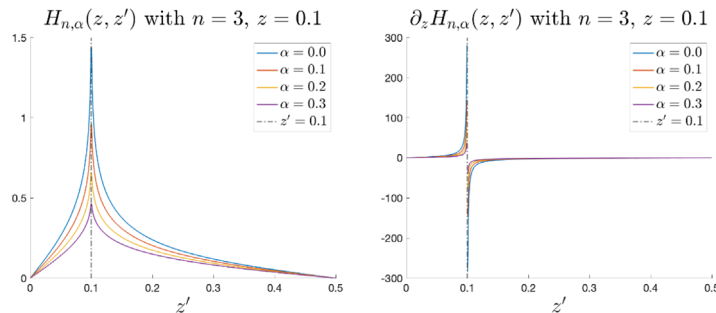 H_{n,α}(z, z′) with n = 3, z = 0.1
1.5
1
0.5
0
0 0.1 0.2 0.3 0.4 0.5
z′
α = 0.0
α = 0.1
α = 0.2
α = 0.3
z′ = 0.1
∂_z H_{n,α}(z, z′) with n = 3, z = 0.1
300
200
100
0
-100
-200
-300
0 0.1 0.2 0.3 0.4 0.5
z′
α = 0.0
α = 0.1
α = 0.2
α = 0.3
z′ = 0.1